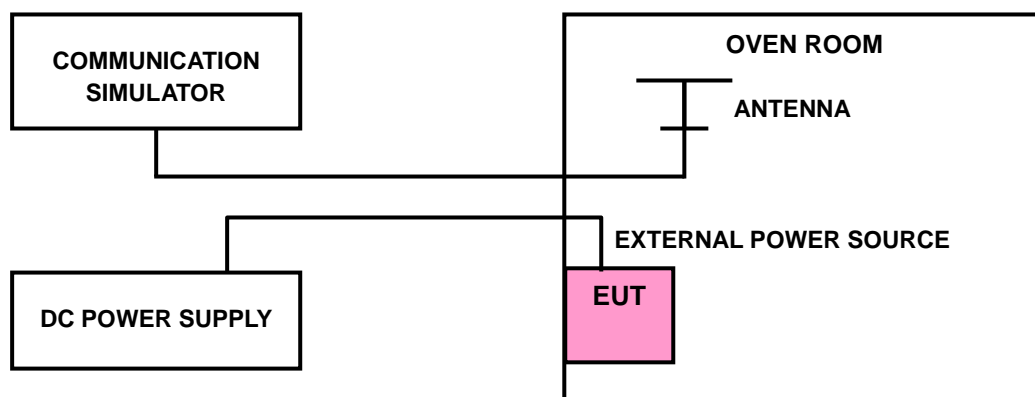 COMMUNICATION
SIMULATOR
OVEN ROOM
ANTENNA
EXTERNAL POWER SOURCE
EUT
DC POWER SUPPLY